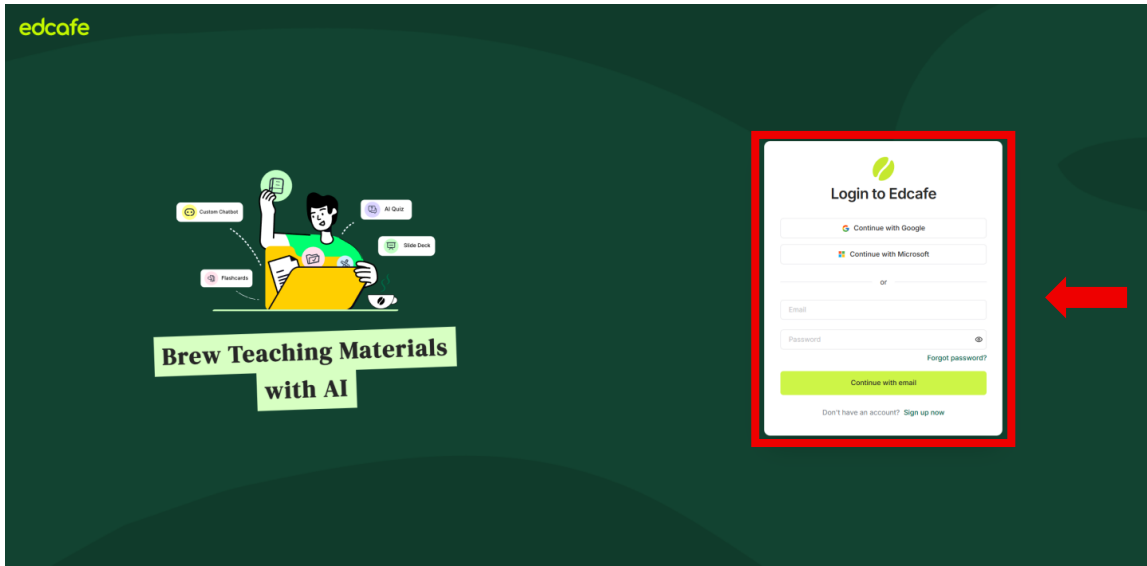 edcafe
Custom Chatbot
AI Quiz
Slide Deck
Flashcards
Brew Teaching Materials
with AI
Login to Edcafe
Continue with Google
Continue with Microsoft
or
Email
Password
Forgot password?
Continue with email
Don't have an account? Sign up now